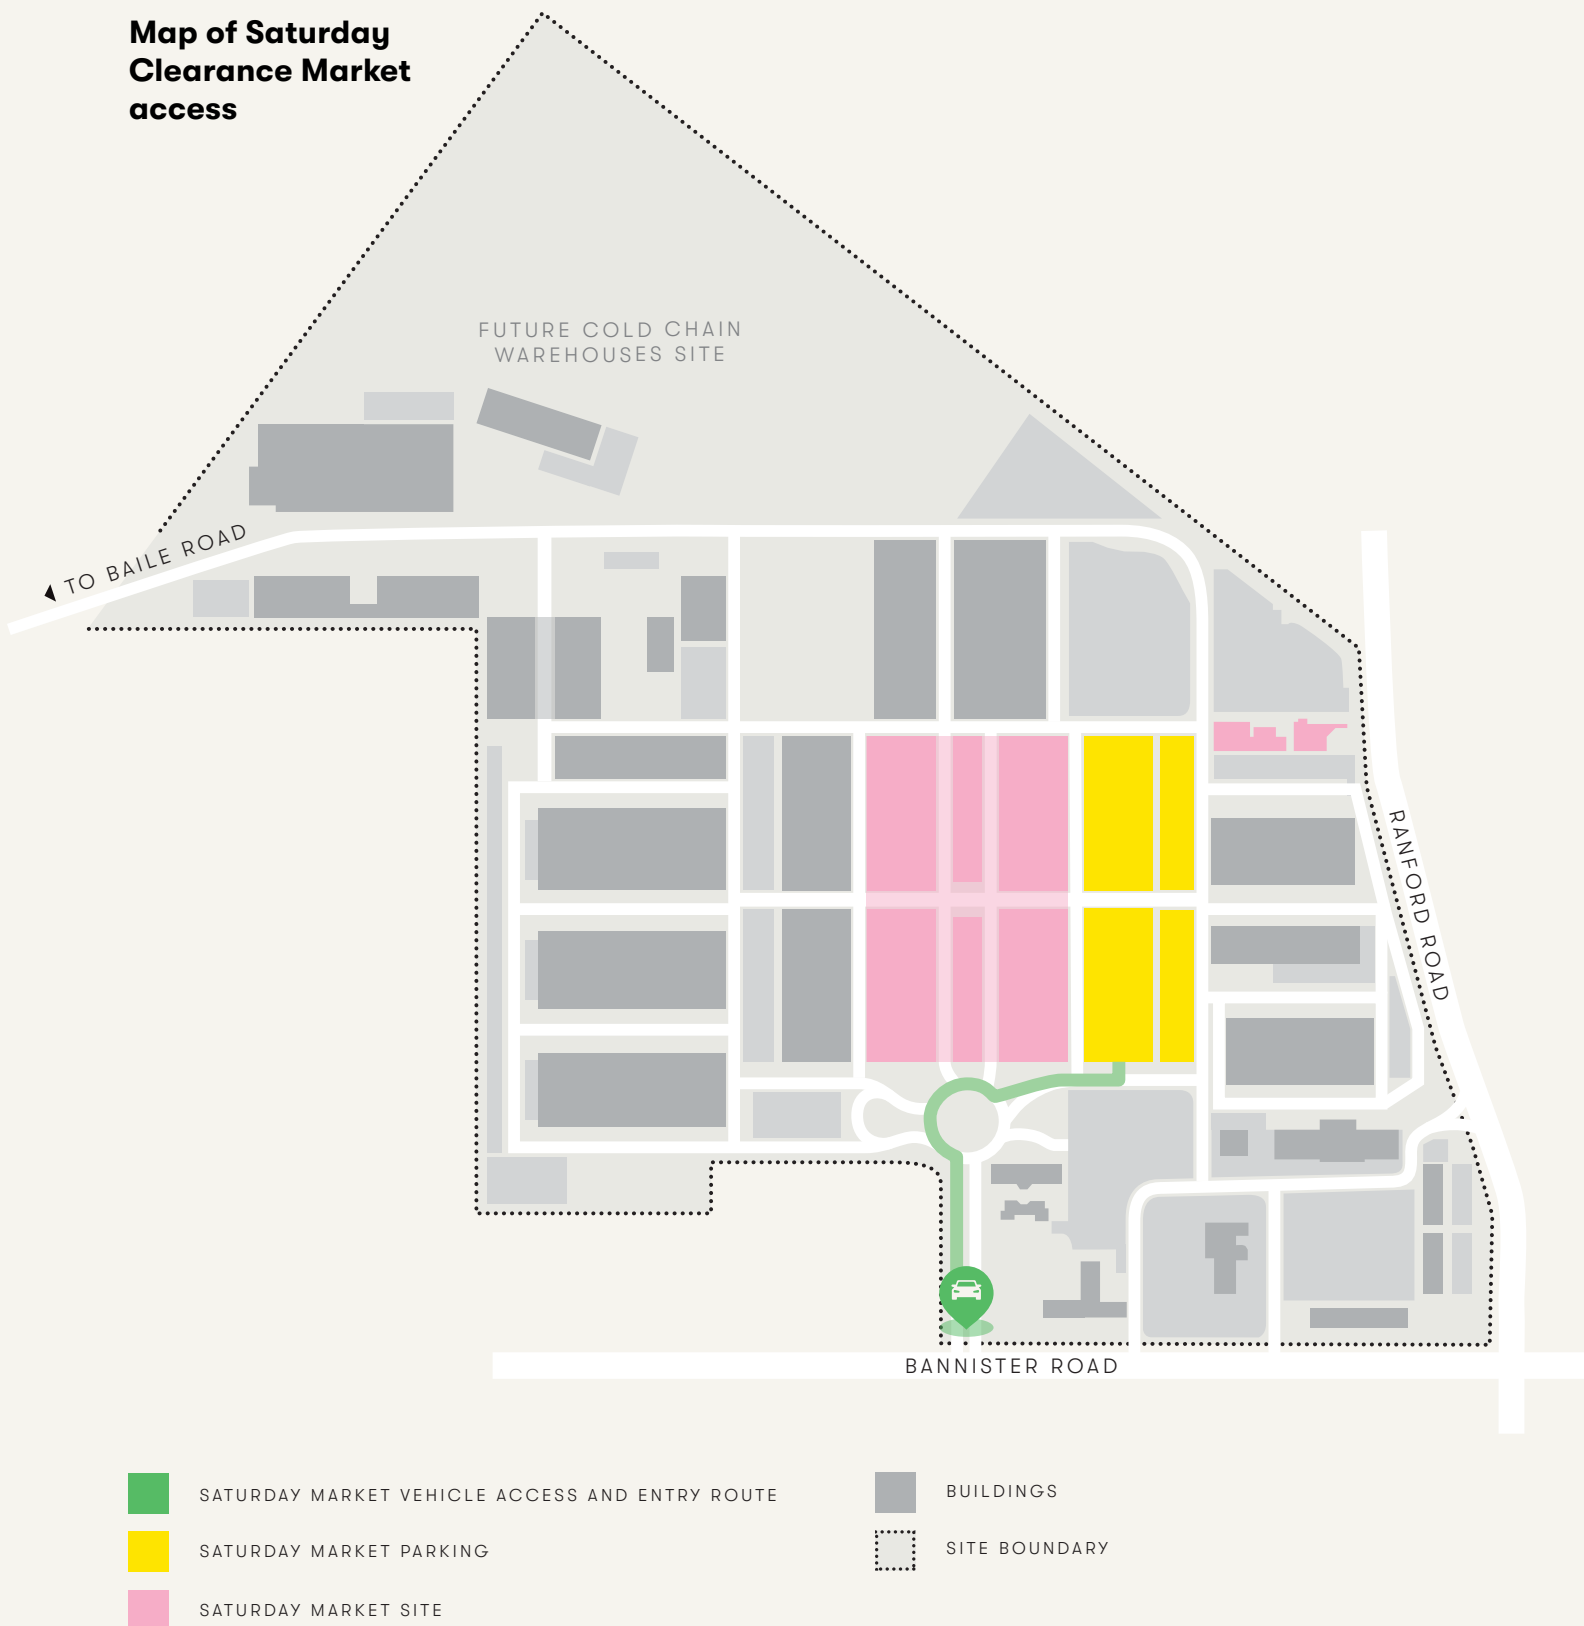 Map of Saturday
Clearance Market
access
FUTURE COLD CHAIN
WAREHOUSES SITE
TO BAILE ROAD
RANFORD ROAD
BANNISTER ROAD
SATURDAY MARKET VEHICLE ACCESS AND ENTRY ROUTE
SATURDAY MARKET PARKING
SATURDAY MARKET SITE
BUILDINGS
SITE BOUNDARY